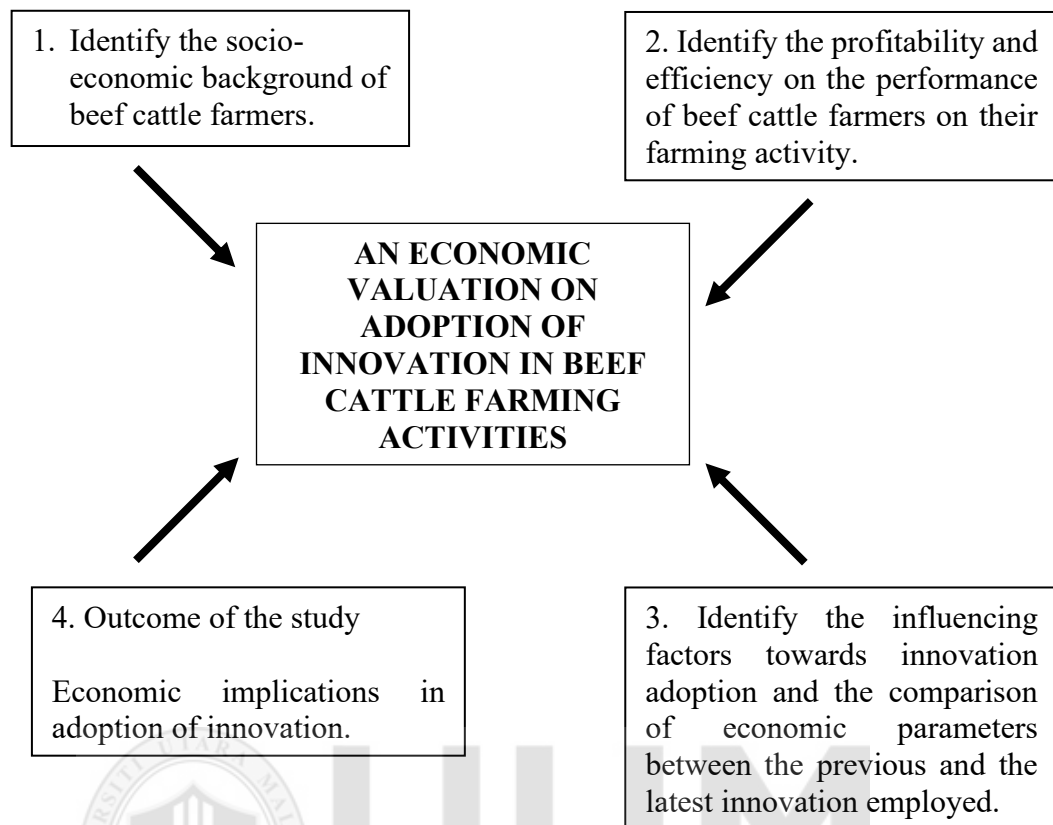 1. Identify the socio-
economic background of
beef cattle farmers.
2. Identify the profitability and
efficiency on the performance
of beef cattle farmers on their
farming activity.
AN ECONOMIC
VALUATION ON
ADOPTION OF
INNOVATION IN BEEF
CATTLE FARMING
ACTIVITIES
4. Outcome of the study
Economic implications in
adoption of innovation.
3. Identify the influencing
factors towards innovation
adoption and the comparison
of economic parameters
between the previous and the
latest innovation employed.
UTARA